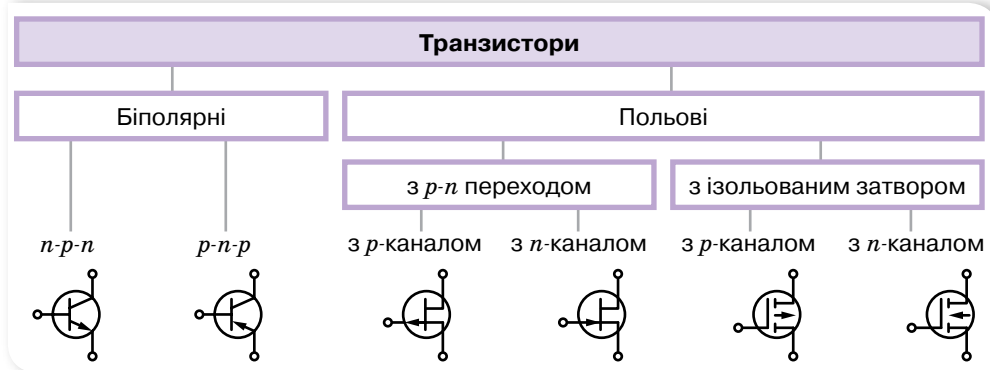 Транзистори
Біполярні
Польові
з p-n переходом
з ізольованим затвором
n-p-n
p-n-p
з p-каналом
з n-каналом
з p-каналом
з n-каналом